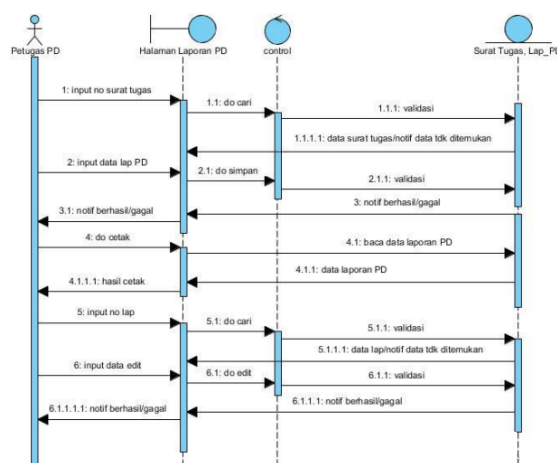 Petugas PD
Halaman Laporan PD
control
Surat Tugas, Lap_PD
1: input no surat tugas
1.1: do cari
1.1.1: validasi
1.1.1.1: data surat tugas/notif data tdk ditemukan
2: input data lap PD
2.1: do simpan
2.1.1: validasi
3: notif berhasil/gagal
3.1: notif berhasil/gagal
4: do cetak
4.1: baca data laporan PD
4.1.1: data laporan PD
4.1.1.1: hasil cetak
5: input no lap
5.1: do cari
5.1.1: validasi
5.1.1.1: data lap/notif data tdk ditemukan
6: input data edit
6.1: do edit
6.1.1: validasi
6.1.1.1: notif berhasil/gagal
6.1.1.1.1: notif berhasil/gagal